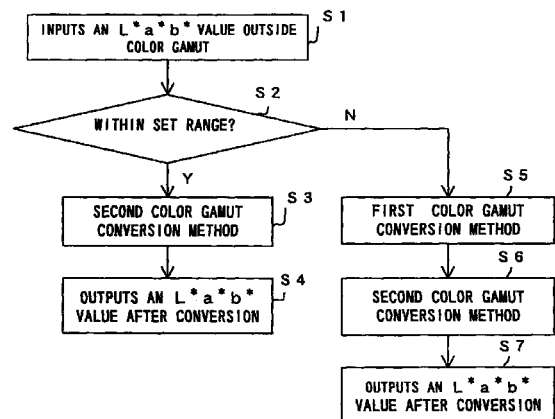 S1
INPUTS AN L*a*b* VALUE OUTSIDE
COLOR GAMUT
S2
WITHIN SET RANGE?
N
Y
S3
SECOND COLOR GAMUT
CONVERSION METHOD
S4
OUTPUTS AN L*a*b*
VALUE AFTER CONVERSION
S5
FIRST COLOR GAMUT
CONVERSION METHOD
S6
SECOND COLOR GAMUT
CONVERSION METHOD
S7
OUTPUTS AN L*a*b*
VALUE AFTER CONVERSION